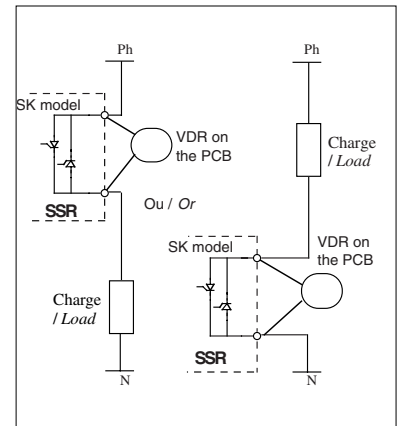 Ph
SK model
VDR on
the PCB
SSR
Ou / Or
Charge
/ Load
N
Ph
Charge
/ Load
SK model
VDR on
the PCB
SSR
N